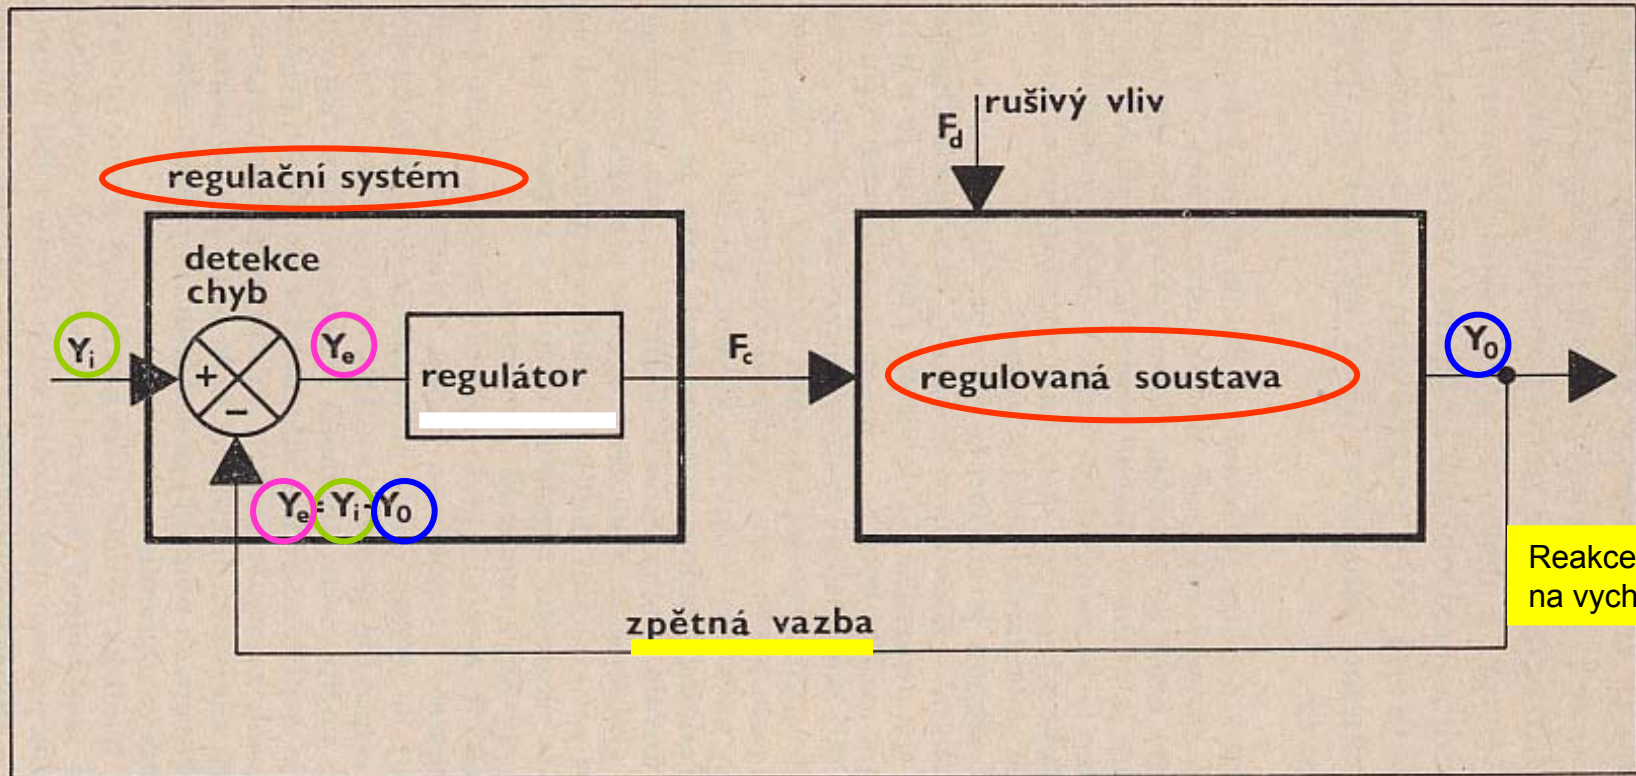 rušivý vliv
F_d
regulační systém
detekce
chyb
Y_i
+
−
Y_e
regulátor
F_c
regulovaná soustava
Y_0
Y_e=Y_i-Y_0
Reakce
na vych
zpětná vazba